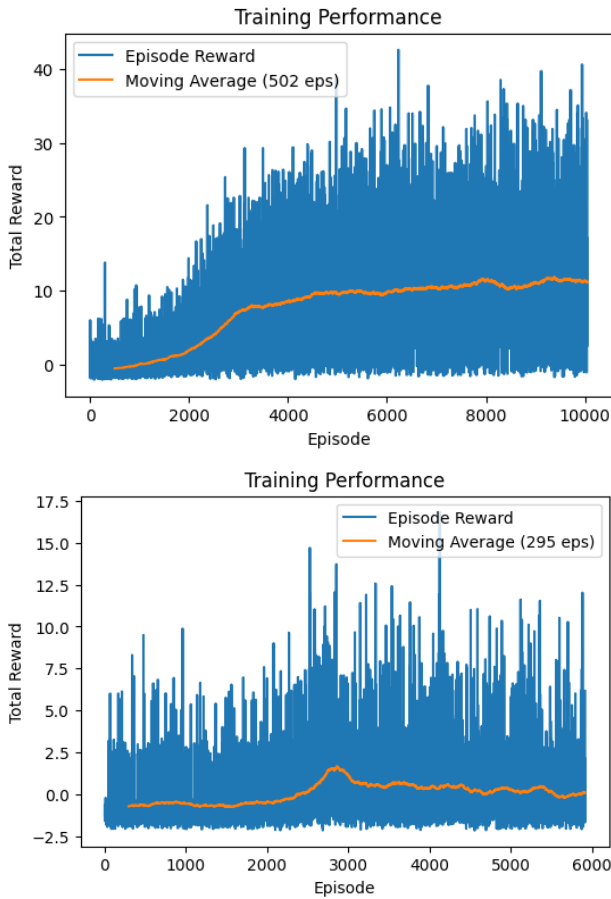 Training Performance
Episode Reward
Moving Average (502 eps)
40
30
20
10
0
Total Reward
0 2000 4000 6000 8000 10000
Episode
Training Performance
Episode Reward
Moving Average (295 eps)
17.5
15.0
12.5
10.0
7.5
5.0
2.5
0.0
−2.5
Total Reward
0 1000 2000 3000 4000 5000 6000
Episode